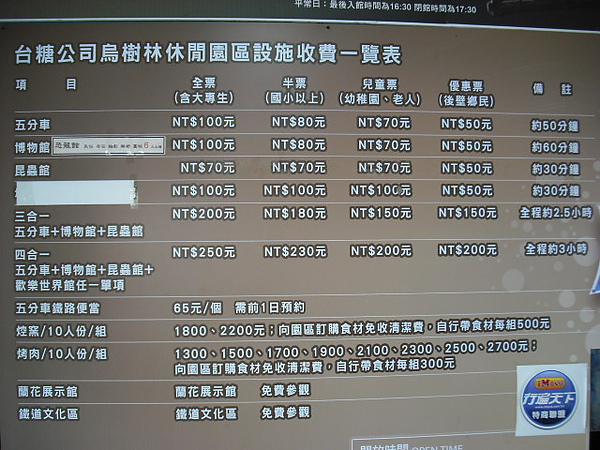 平常日：最後入館時間為16:30 閉館時間為17:30
台糖公司烏樹林休閒園區設施收費一覽表
項 目 全票 半票 兒童票 優惠票 備 註
(含大專生) (國小以上) (幼稚園、老人) (後壁鄉民)
五分車 NT$100元 NT$80元 NT$70元 NT$50元 約50分鐘
博物館 恐龍館 NT$100元 NT$80元 NT$70元 NT$50元 約60分鐘
昆蟲館 NT$70元 NT$70元 NT$70元 NT$50元 約30分鐘
NT$100元 NT$100元 NT$100元 NT$50元 約30分鐘
三合一 NT$200元 NT$180元 NT$150元 NT$150元 全程約2.5小時
五分車+博物館+昆蟲館
四合一 NT$250元 NT$230元 NT$200元 NT$200元 全程約3小時
五分車+博物館+昆蟲館+
歡樂世界館任一單項
五分車鐵路便當 65元/個 需前1日預約
焢窯/10人份/組 1800、2200元；向園區訂購食材免收清潔費，自行帶食材每組500元
烤肉/10人份/組 1300、1500、1700、1900、2100、2300、2500、2700元；
向園區訂購食材免收清潔費，自行帶食材每組300元
蘭花展示館 蘭花展示館 免費參觀
鐵道文化區 鐵道文化區 免費參觀
行遍天下
特商聯盟
開放時間 OPEN TIME